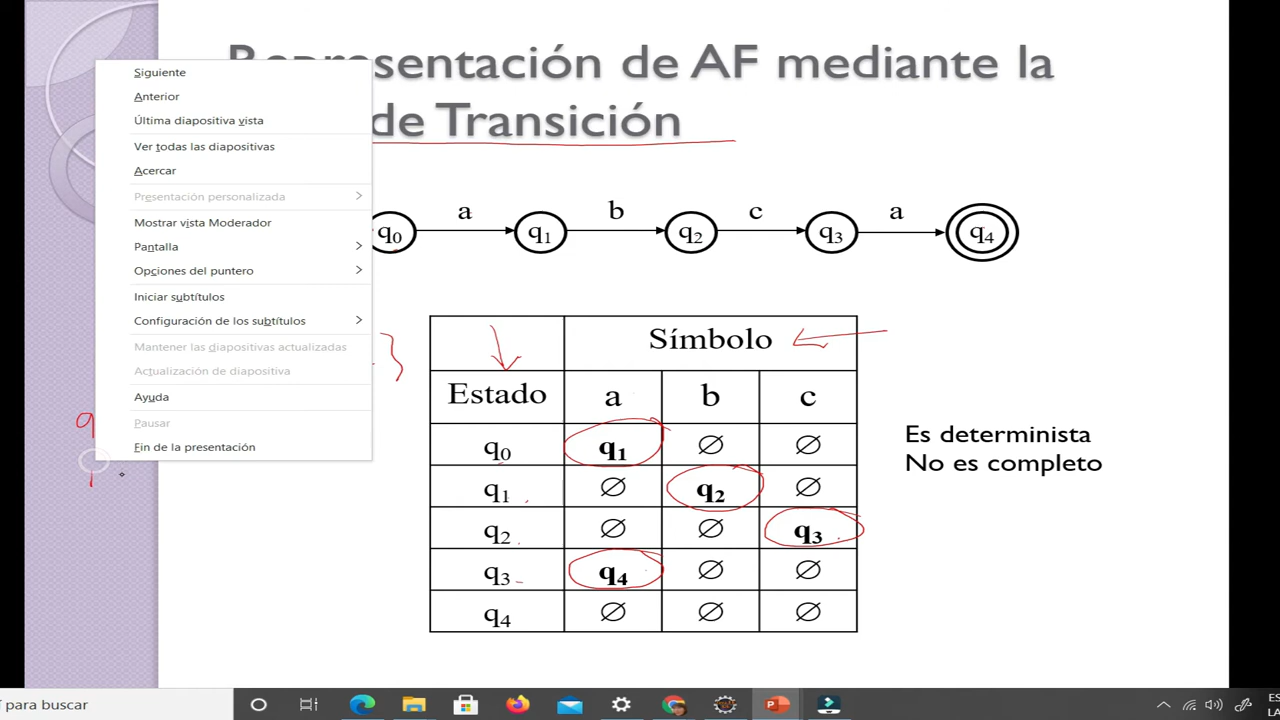 Representación de AF mediante la
de Transición
Siguiente
Anterior
Última diapositiva vista
Ver todas las diapositivas
Acercar
Presentación personalizada
Mostrar vista Moderador
Pantalla
Opciones del puntero
Iniciar subtítulos
Configuración de los subtítulos
Mantener las diapositivas actualizadas
Actualización de diapositiva
Ayuda
Pausar
Fin de la presentación
a b c a
q0 q1 q2 q3 q4
Símbolo
Estado a b c
q0 q1 ∅ ∅
q1 ∅ q2 ∅
q2 ∅ ∅ q3
q3 q4 ∅ ∅
q4 ∅ ∅ ∅
Es determinista
No es completo
q
para buscar
ES
LA